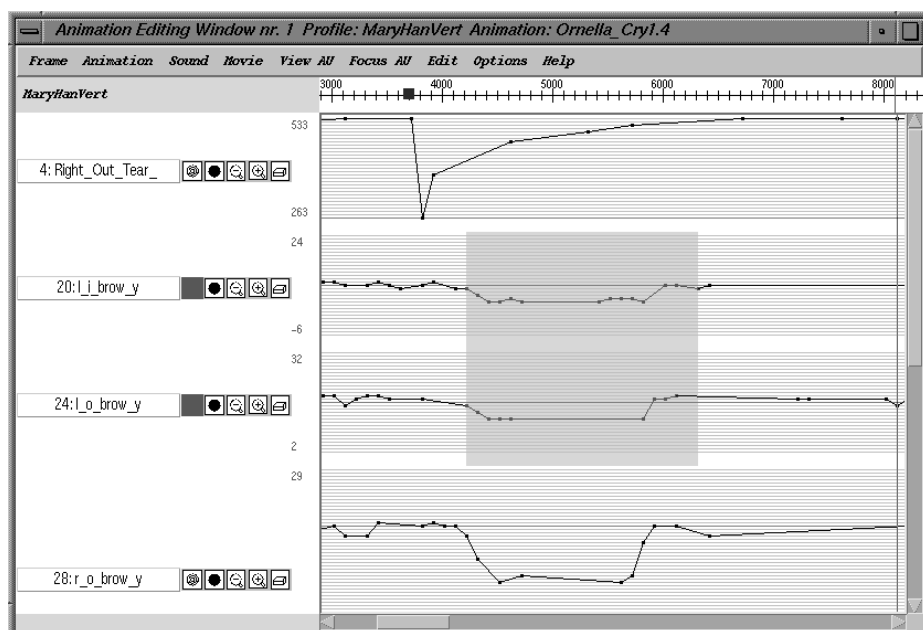 Animation Editing Window nr. 1 Profile: MaryHanVert Animation: Ornella_Cry1.4
Frame Animation Sound Movie View AU Focus AU Edit Options Help
MaryHanVert
3000 4000 5000 6000 7000 8000
533
4: Right_Out_Tear_
263
24
20: l_i_brow_y
-6
32
24: l_o_brow_y
2
29
28: r_o_brow_y